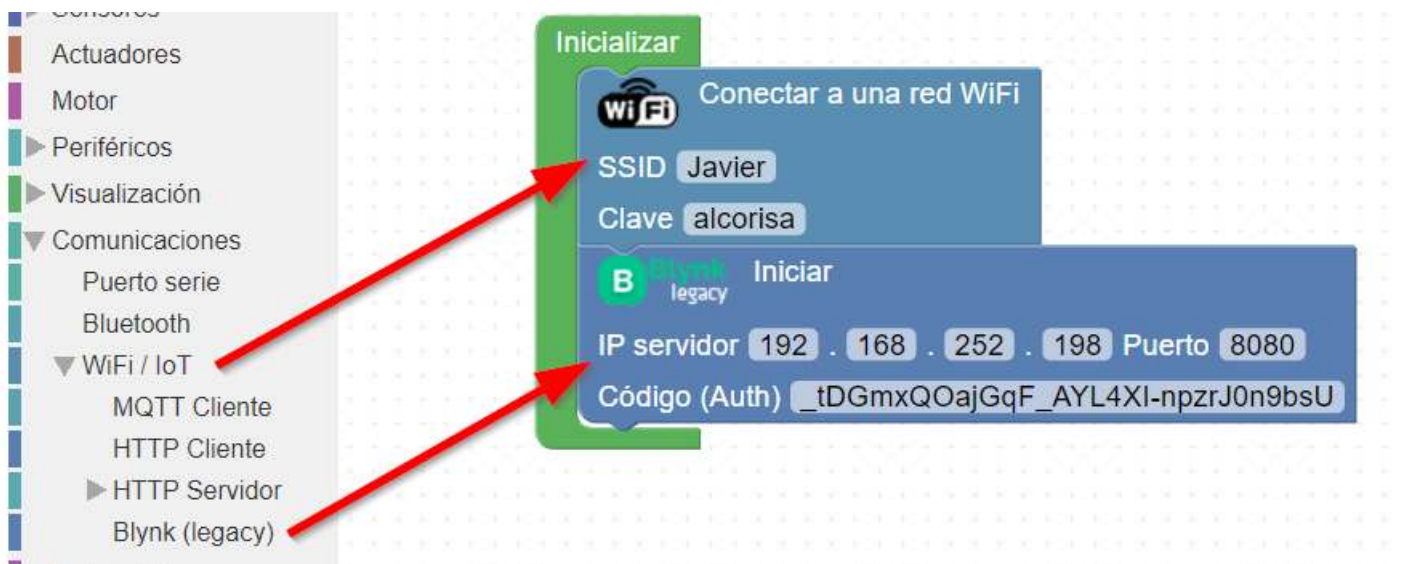 Sensores
Actuadores
Motor
Periféricos
Visualización
Comunicaciones
Puerto serie
Bluetooth
WiFi / IoT
MQTT Cliente
HTTP Cliente
HTTP Servidor
Blynk (legacy)
Inicializar
WiFi Conectar a una red WiFi
SSID Javier
Clave alcorisa
B Blynk legacy Iniciar
IP servidor 192 . 168 . 252 . 198 Puerto 8080
Código (Auth) _tDGmxQOajGqF_AYL4XI-npzrJ0n9bsU